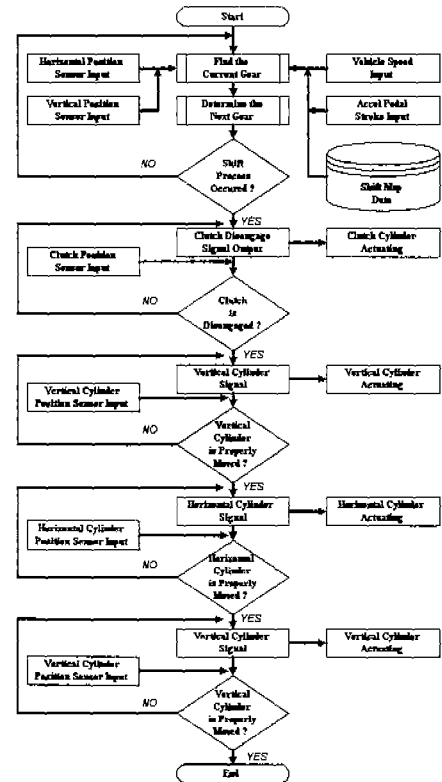 Start
Horizontal Position
Sensor Input
Find the
Current Gear
Vehicle Speed
Input
Vertical Position
Sensor Input
Determine the
Next Gear
Accel Pedal
Stroke Input
NO
Shift
Process
Occured ?
Shift Map
Data
YES
Clutch Disengage
Signal Output
Clutch Cylinder
Actuating
Clutch Position
Sensor Input
NO
Clutch
is
Disengaged ?
YES
Vertical Cylinder
Signal
Vertical Cylinder
Actuating
Vertical Cylinder
Position Sensor Input
NO
Vertical
Cylinder
is Properly
Moved ?
YES
Horizontal Cylinder
Signal
Horizontal Cylinder
Actuating
Horizontal Cylinder
Position Sensor Input
NO
Horizontal
Cylinder
is Properly
Moved ?
YES
Vertical Cylinder
Signal
Vertical Cylinder
Actuating
Vertical Cylinder
Position Sensor Input
NO
Vertical
Cylinder
is Properly
Moved ?
YES
End